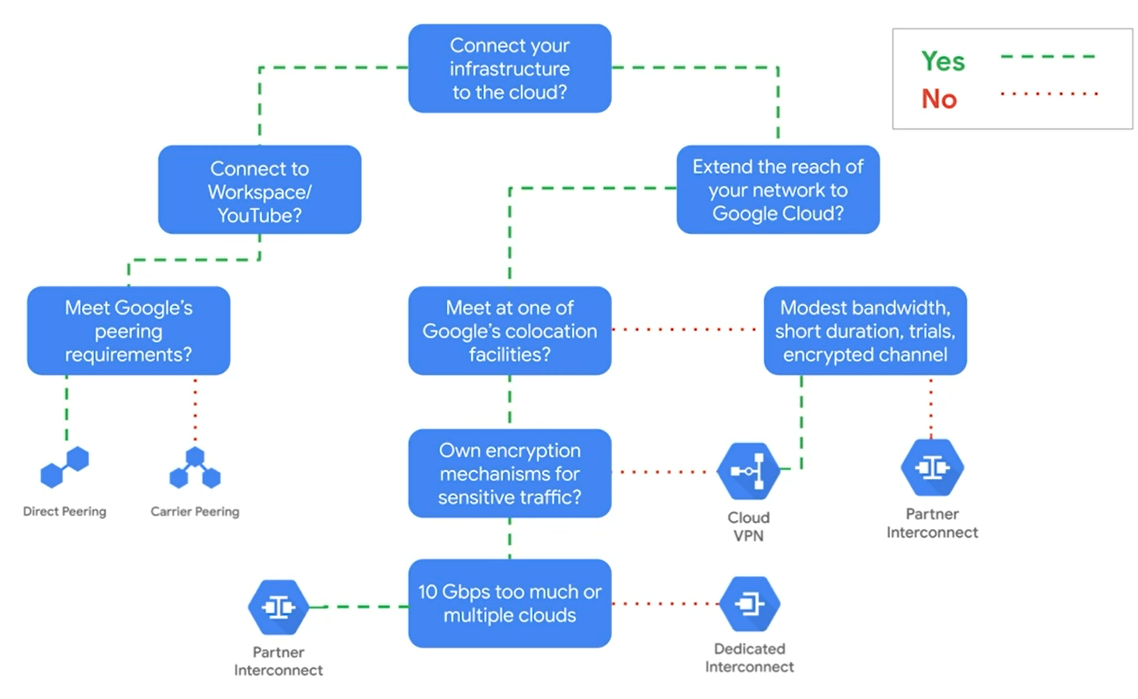 Connect your
infrastructure
to the cloud?
Yes
No
Connect to
Workspace/
YouTube?
Extend the reach of
your network to
Google Cloud?
Meet Google's
peering
requirements?
Meet at one of
Google's colocation
facilities?
Modest bandwidth,
short duration, trials,
encrypted channel
Direct Peering
Carrier Peering
Own encryption
mechanisms for
sensitive traffic?
Cloud
VPN
Partner
Interconnect
Partner
Interconnect
10 Gbps too much or
multiple clouds
Dedicated
Interconnect